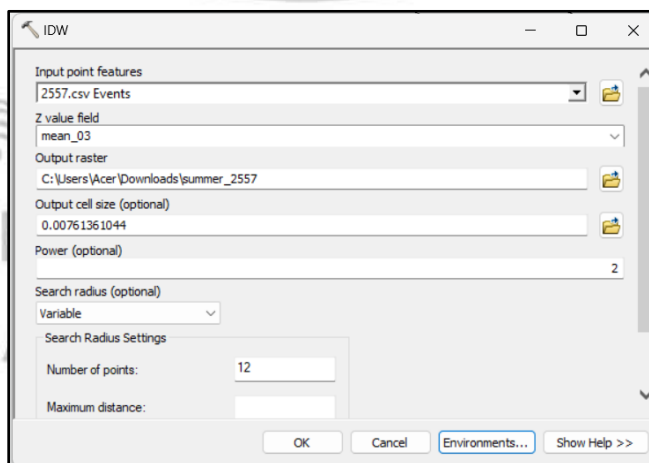 IDW
Input point features
2557.csv Events
Z value field
mean_03
Output raster
C:\Users\Acer\Downloads\summer_2557
Output cell size (optional)
0.00761361044
Power (optional)
2
Search radius (optional)
Variable
Search Radius Settings
Number of points:
12
Maximum distance:
OK
Cancel
Environments...
Show Help >>